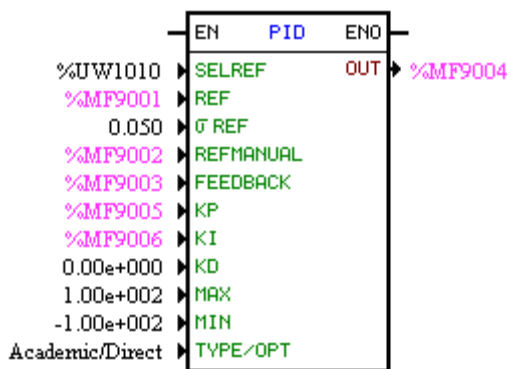 EN PID ENO
%UW1010 SELREF OUT %MF9004
%MF9001 REF
0.050 σ REF
%MF9002 REFMANUAL
%MF9003 FEEDBACK
%MF9005 KP
%MF9006 KI
0.00e+000 KD
1.00e+002 MAX
-1.00e+002 MIN
Academic/Direct TYPE/OPT